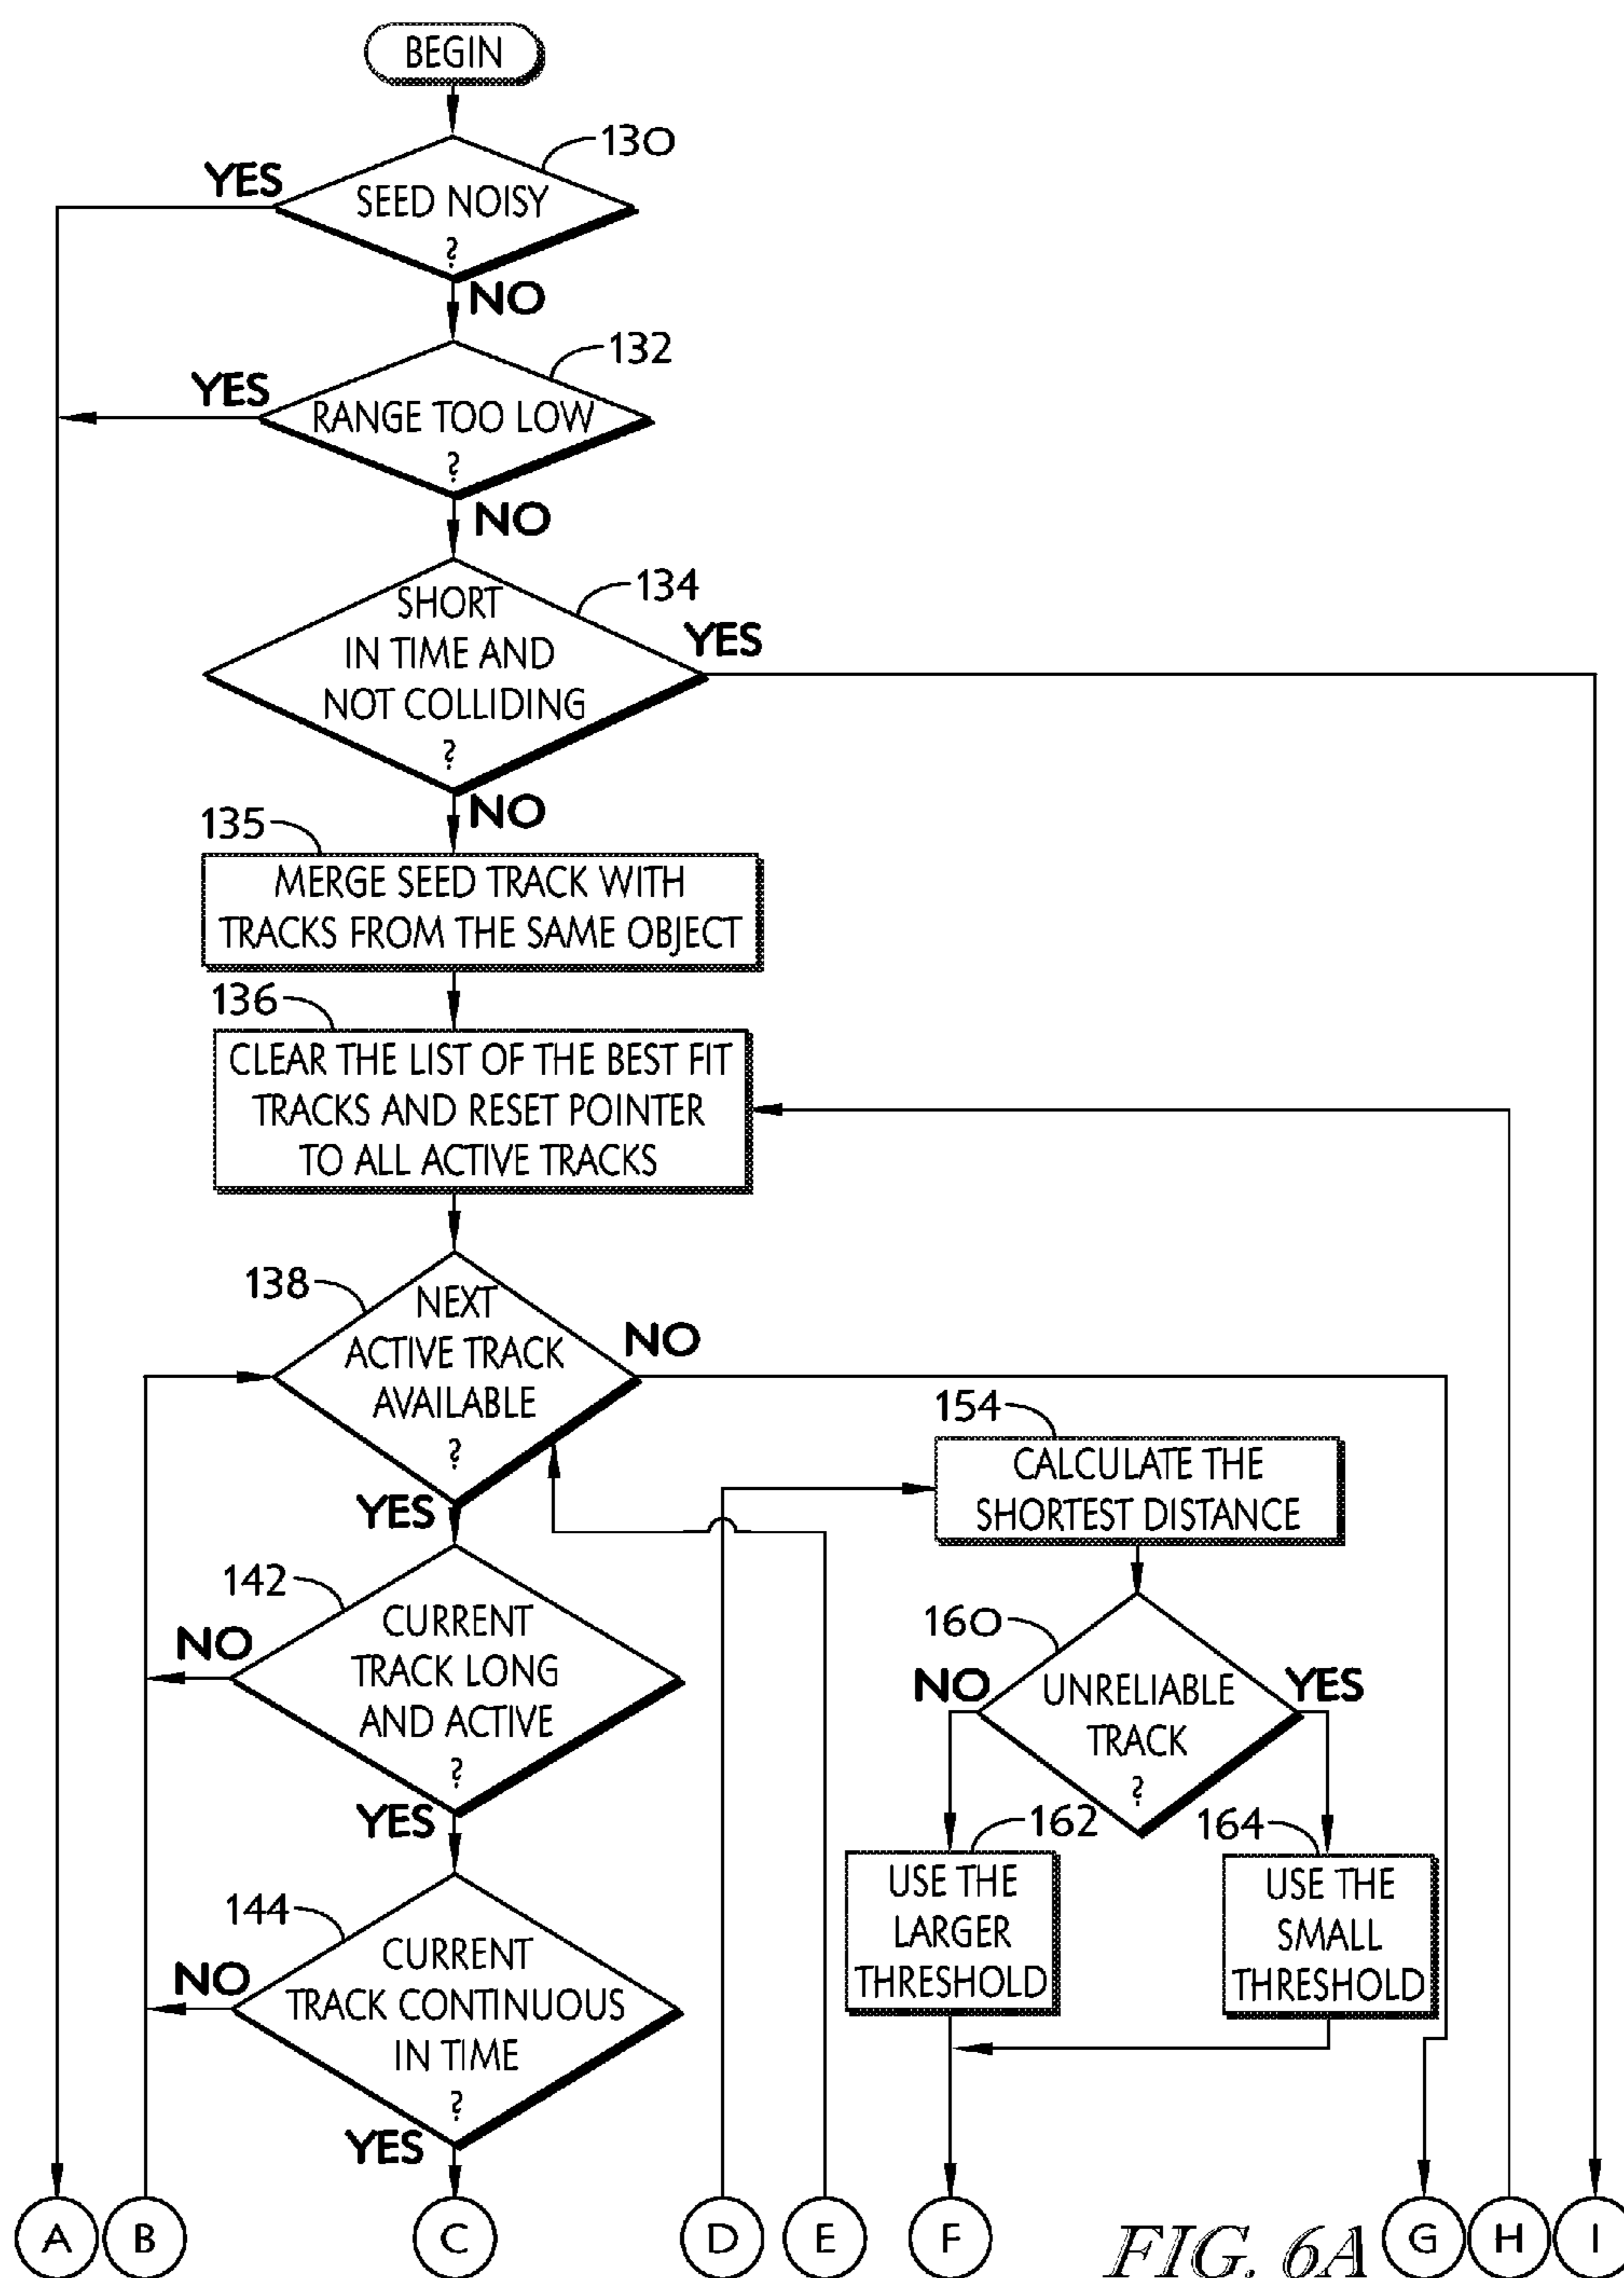 BEGIN
130
YES
SEED NOISY
?
NO
132
YES
RANGE TOO LOW
?
NO
134
SHORT
IN TIME AND
NOT COLLIDING
?
YES
NO
135
MERGE SEED TRACK WITH
TRACKS FROM THE SAME OBJECT
136
CLEAR THE LIST OF THE BEST FIT
TRACKS AND RESET POINTER
TO ALL ACTIVE TRACKS
138
NEXT
ACTIVE TRACK
AVAILABLE
?
NO
YES
142
CURRENT
TRACK LONG
AND ACTIVE
?
NO
YES
144
CURRENT
TRACK CONTINUOUS
IN TIME
?
NO
YES
154
CALCULATE THE
SHORTEST DISTANCE
160
UNRELIABLE
TRACK
?
NO
YES
162
USE THE
LARGER
THRESHOLD
164
USE THE
SMALL
THRESHOLD
A
B
C
D
E
F
FIG. 6A
G
H
I